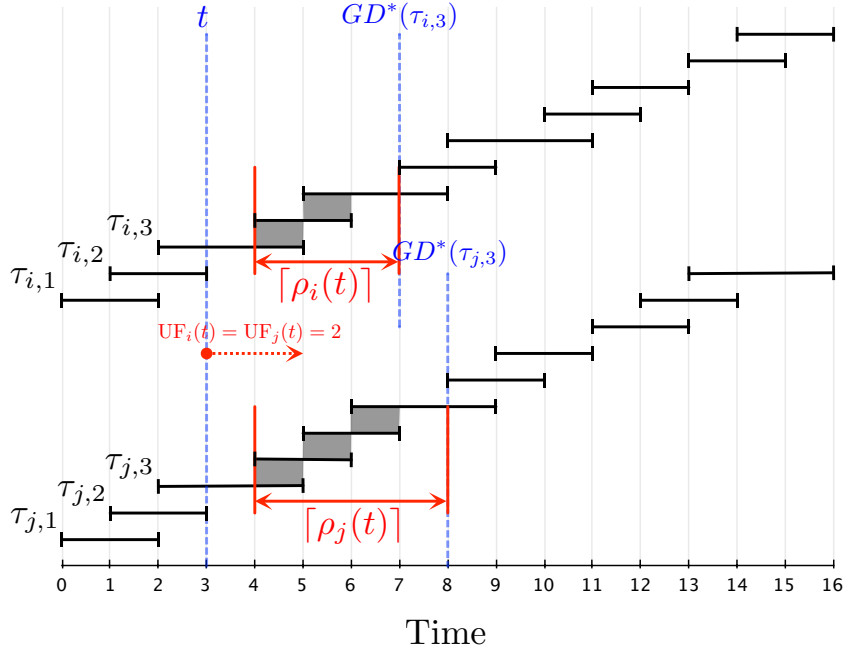 t
GD*(τi,3)
τi,3
τi,2
τi,1
GD*(τj,3)
⌈ρi(t)⌉
UFi(t) = UFj(t) = 2
τj,3
τj,2
τj,1
⌈ρj(t)⌉
0 1 2 3 4 5 6 7 8 9 10 11 12 13 14 15 16
Time